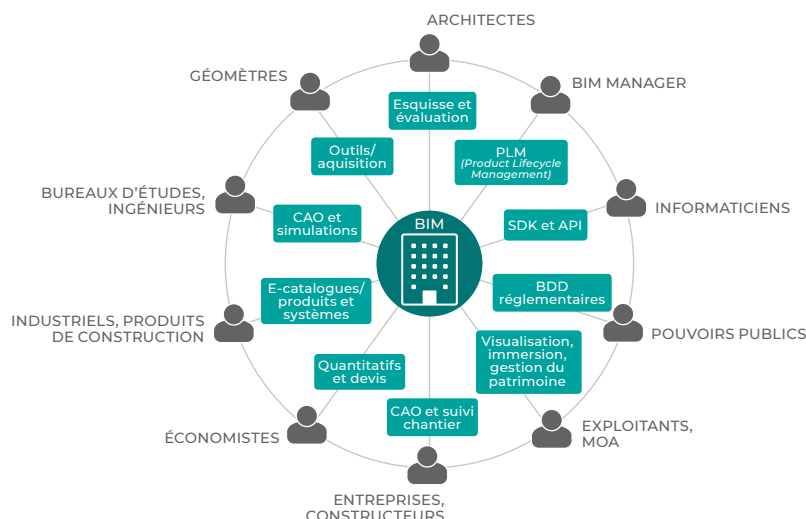 ARCHITECTES
GÉOMÈTRES
BIM MANAGER
Esquisse et
évaluation
Outils/
aquisition
PLM
(Product Lifecycle
Management)
BUREAUX D'ÉTUDES,
INGÉNIEURS
CAO et
simulations
BIM
SDK et API
INFORMATICIENS
E-catalogues/
produits et
systèmes
BDD
réglementaires
INDUSTRIELS, PRODUITS
DE CONSTRUCTION
POUVOIRS PUBLICS
Quantitatifs
et devis
Visualisation,
immersion,
gestion du
patrimoine
CAO et suivi
chantier
ÉCONOMISTES
EXPLOITANTS,
MOA
ENTREPRISES,
CONSTRUCTEURS